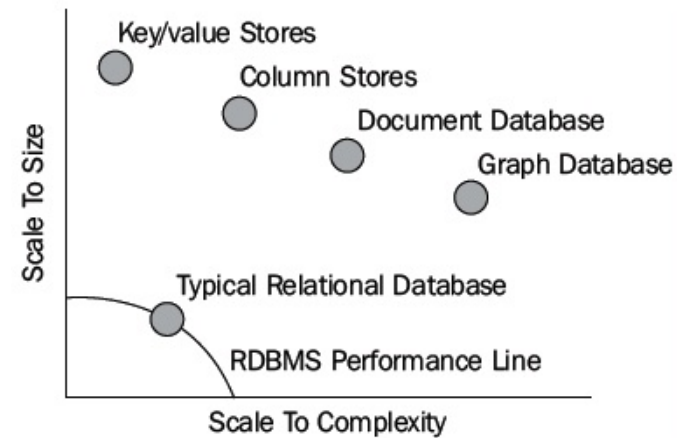 Key/value Stores
Column Stores
Document Database
Graph Database
Scale To Size
Typical Relational Database
RDBMS Performance Line
Scale To Complexity